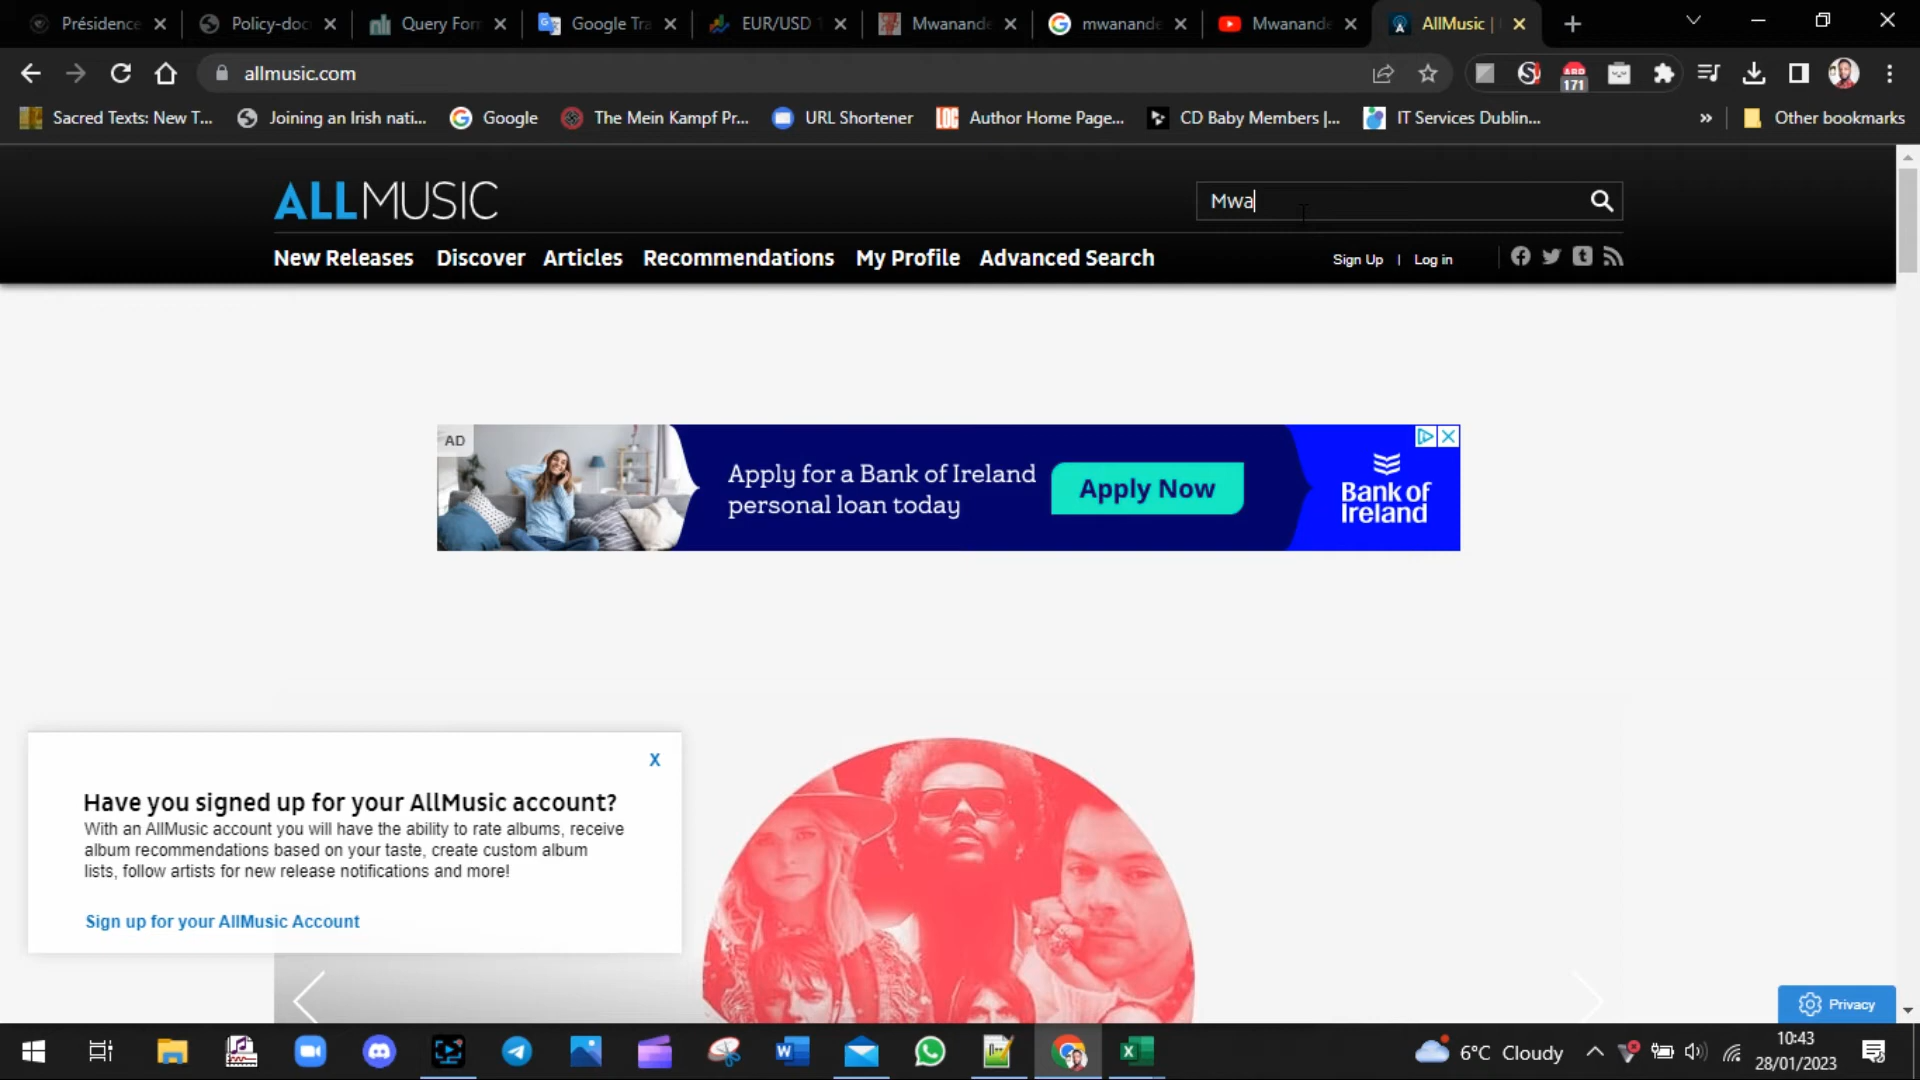 Présidence
Policy-doc
Query For
Google Tra
EUR/USD 1
Mwanande
mwanande
Mwanande
AllMusic |
allmusic.com
ABP
171
Sacred Texts: New T...
Joining an Irish nati...
Google
The Mein Kampf Pr...
URL Shortener
LOC
Author Home Page...
CD Baby Members |...
IT Services Dublin...
»
Other bookmarks
ALLMUSIC
Mwa
New Releases
Discover
Articles
Recommendations
My Profile
Advanced Search
Sign Up | Log in
AD
Apply for a Bank of Ireland
personal loan today
Apply Now
Bank of
Ireland
X
Have you signed up for your AllMusic account?
With an AllMusic account you will have the ability to rate albums, receive
album recommendations based on your taste, create custom album
lists, follow artists for new release notifications and more!
Sign up for your AllMusic Account
Privacy
6°C Cloudy
10:43
28/01/2023